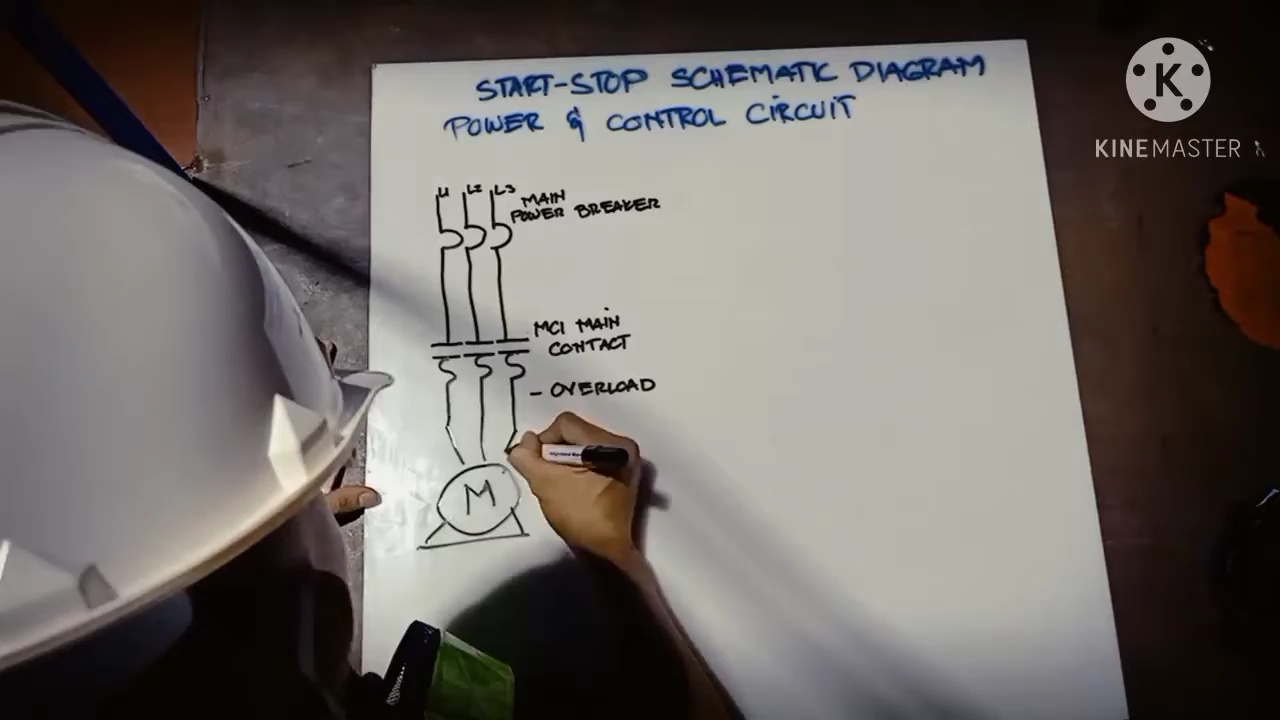 START-STOP SCHEMATIC DIAGRAM
POWER & CONTROL CIRCUIT
K
KINEMASTER
L1 L2 L3
MAIN
POWER BREAKER
MC1 MAIN
CONTACT
- OVERLOAD
M